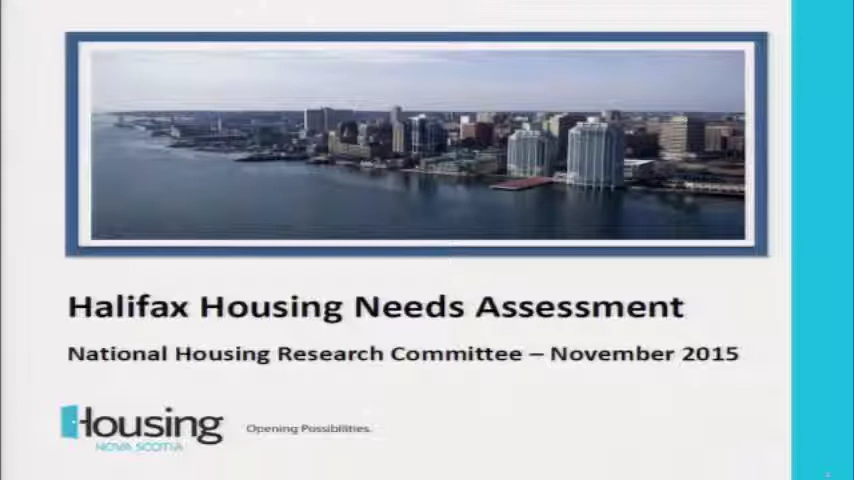 Halifax Housing Needs Assessment
National Housing Research Committee – November 2015
Housing
NOVA SCOTIA
Opening Possibilities.